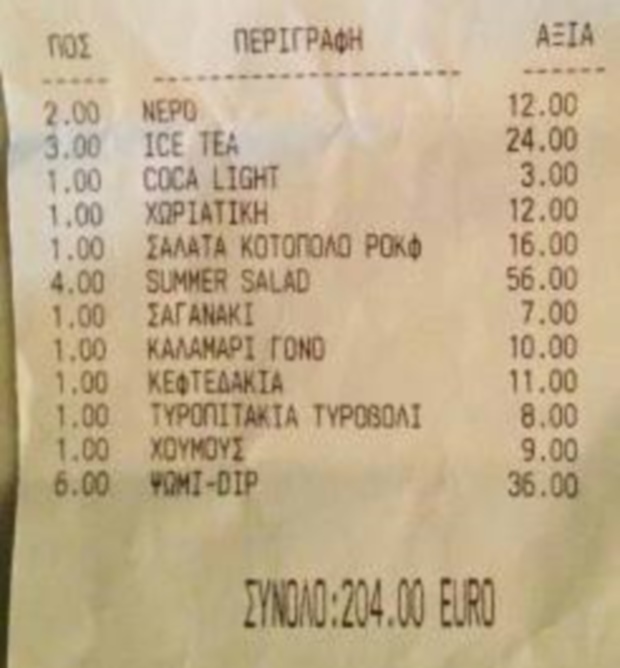 ΠΟΣ ΠΕΡΙΓΡΑΦΗ ΑΞΙΑ
2.00 ΝΕΡΟ 12.00
3.00 ICE TEA 24.00
1.00 COCA LIGHT 3.00
1.00 ΧΩΡΙΑΤΙΚΗ 12.00
1.00 ΣΑΛΑΤΑ ΚΟΤΟΠΟΛΟ ΡΟΚΦ 16.00
4.00 SUMMER SALAD 56.00
1.00 ΣΑΓΑΝΑΚΙ 7.00
1.00 ΚΑΛΑΜΑΡΙ ΓΟΝΟ 10.00
1.00 ΚΕΦΤΕΔΑΚΙΑ 11.00
1.00 ΤΥΡΟΠΙΤΑΚΙΑ ΤΥΡΟΒΟΛΙ 8.00
1.00 ΧΟΥΜΟΥΣ 9.00
6.00 ΨΩΜΙ-DIP 36.00
ΣΥΝΟΛΟ:204.00 EURO